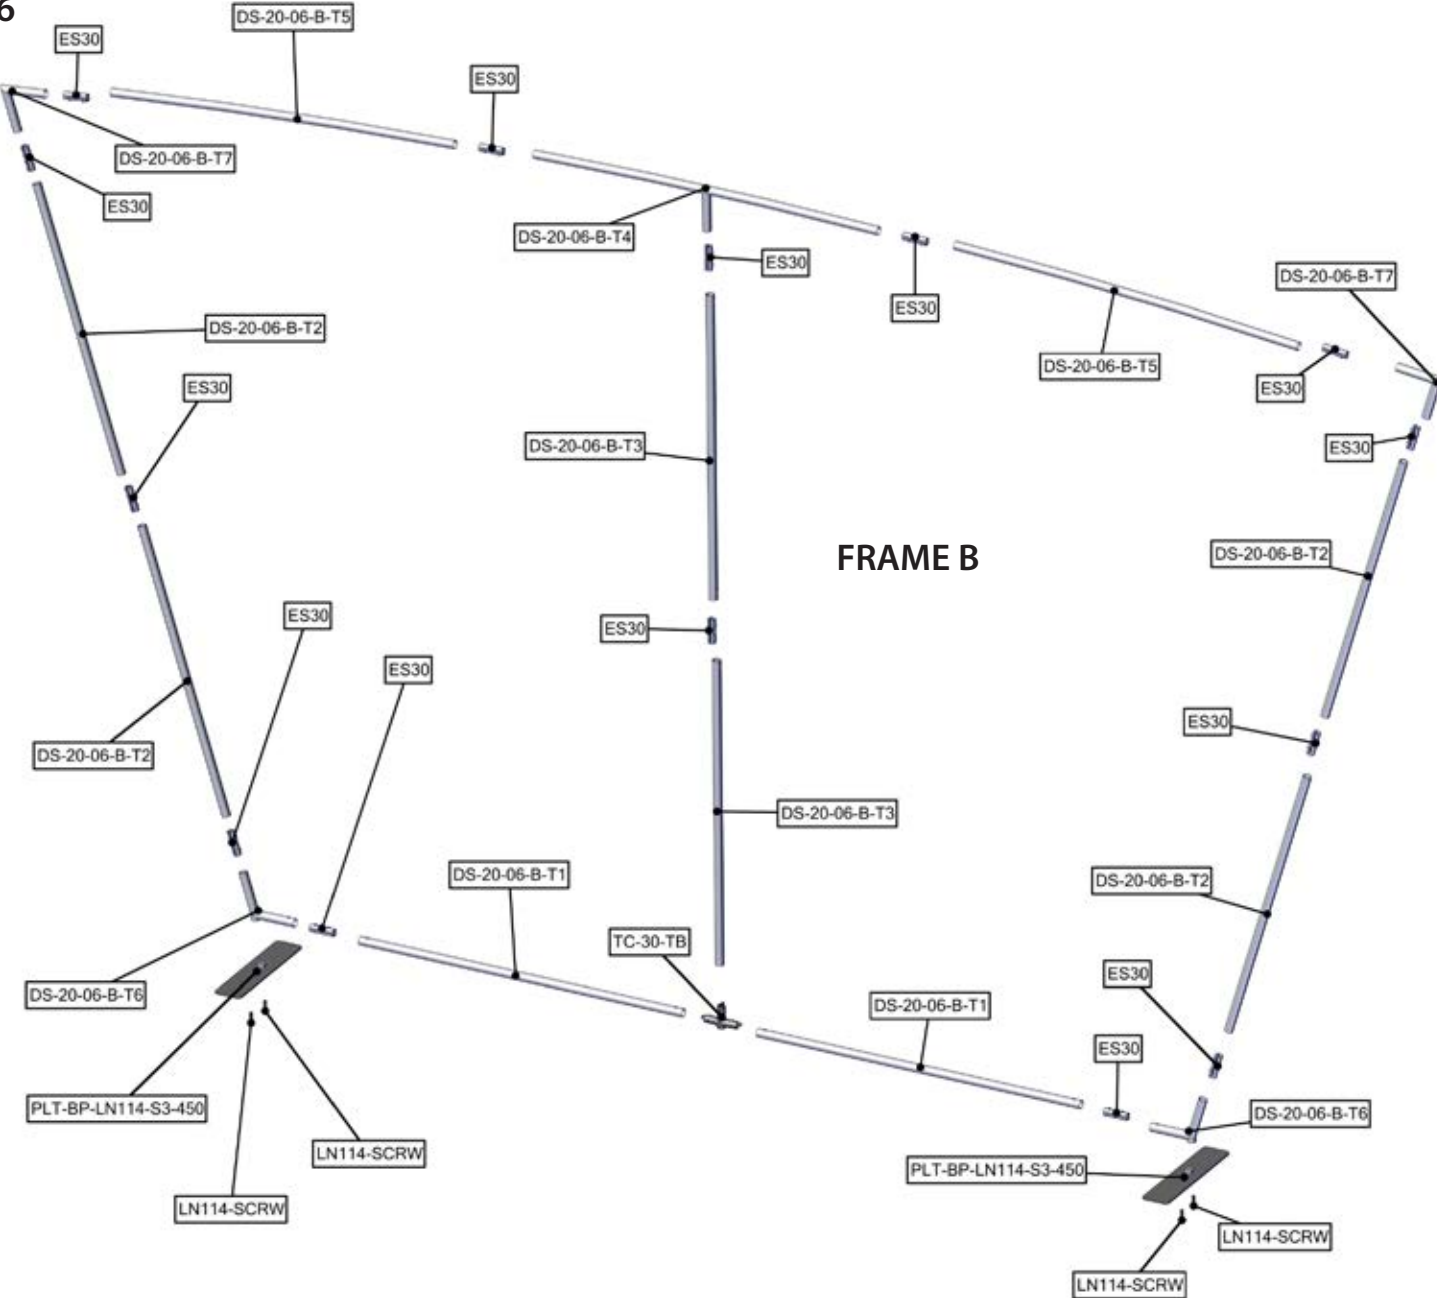 6
DS-20-06-B-T5
ES30
ES30
DS-20-06-B-T7
ES30
DS-20-06-B-T4
ES30
DS-20-06-B-T7
ES30
DS-20-06-B-T2
DS-20-06-B-T5
ES30
ES30
DS-20-06-B-T3
ES30
FRAME B
DS-20-06-B-T2
ES30
ES30
ES30
ES30
DS-20-06-B-T2
DS-20-06-B-T3
DS-20-06-B-T1
DS-20-06-B-T2
TC-30-TB
ES30
DS-20-06-B-T6
DS-20-06-B-T1
ES30
PLT-BP-LN114-S3-450
DS-20-06-B-T6
LN114-SCRW
PLT-BP-LN114-S3-450
LN114-SCRW
LN114-SCRW
LN114-SCRW